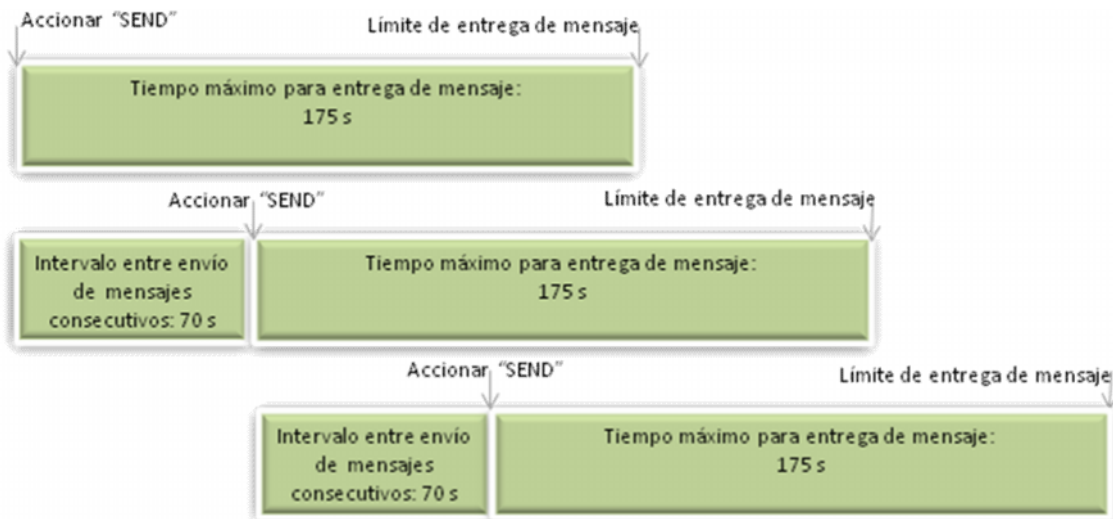 Accionar “SEND”
Límite de entrega de mensaje
Tiempo máximo para entrega de mensaje:
175 s
Accionar “SEND”
Límite de entrega de mensaje
Intervalo entre envío
de mensajes
consecutivos: 70 s
Tiempo máximo para entrega de mensaje:
175 s
Accionar “SEND”
Límite de entrega de mensaje
Intervalo entre envío
de mensajes
consecutivos: 70 s
Tiempo máximo para entrega de mensaje:
175 s